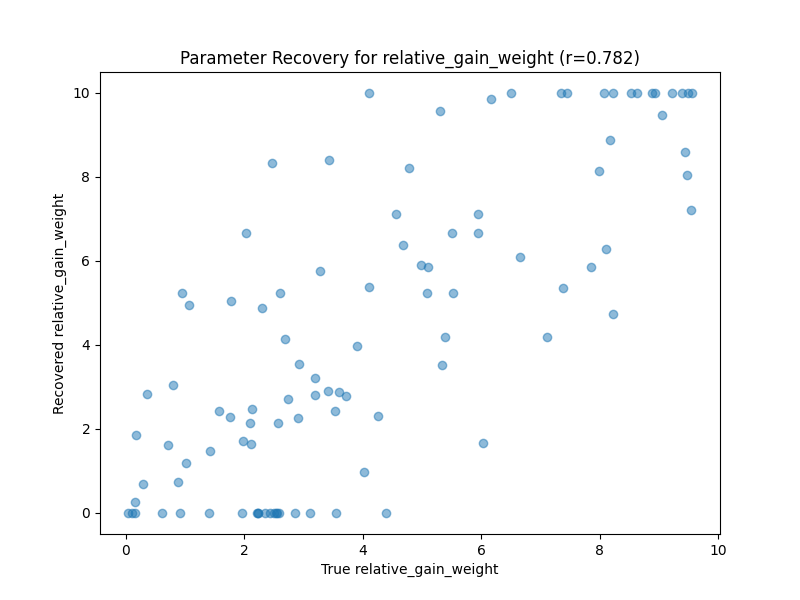 Parameter Recovery for relative_gain_weight (r=0.782)
Recovered relative_gain_weight
10
8
6
4
2
0
0 2 4 6 8 10
True relative_gain_weight